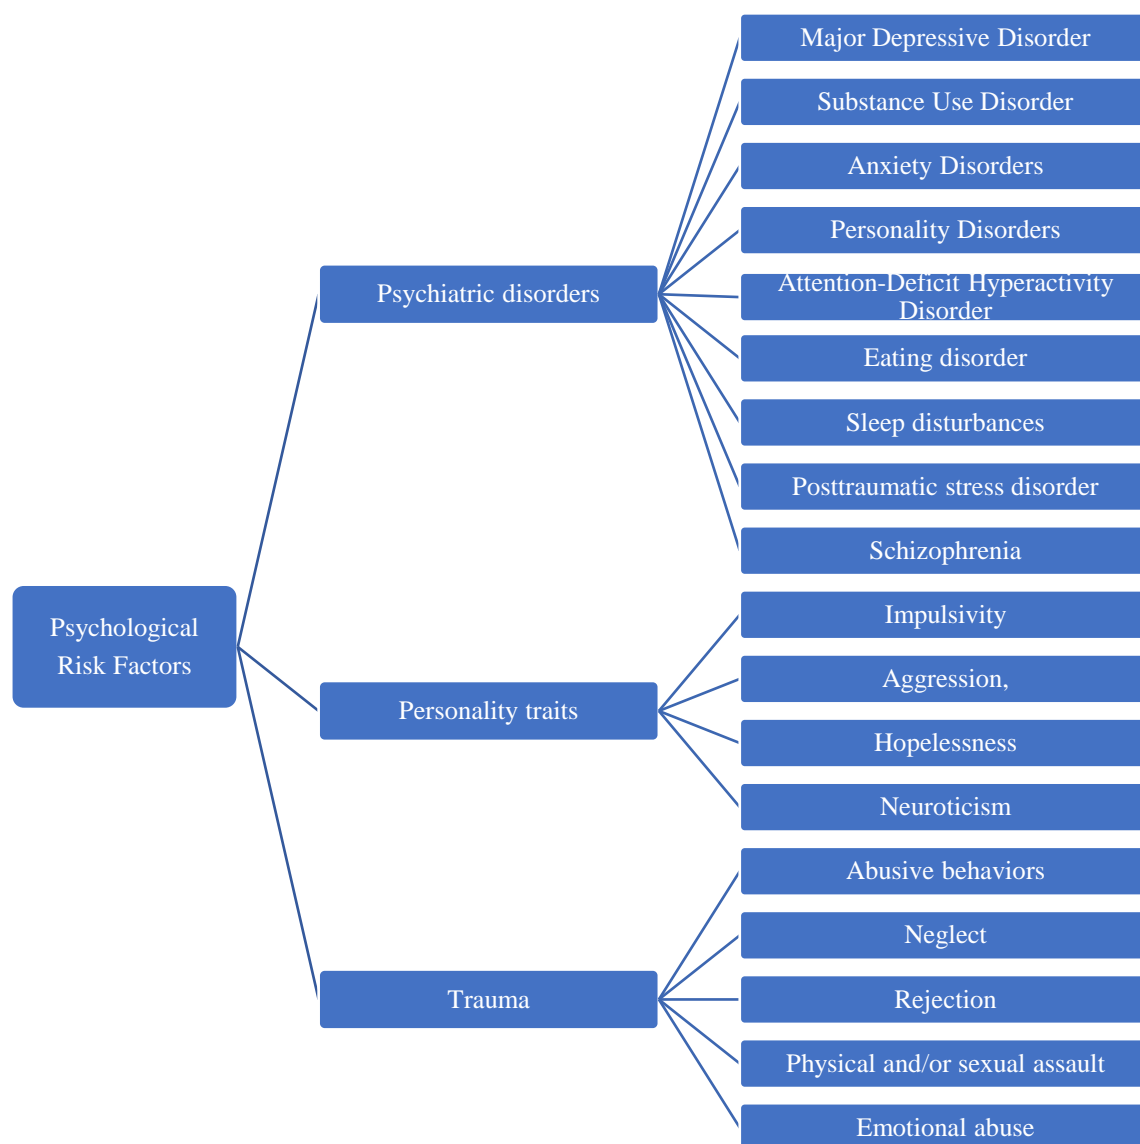 Major Depressive Disorder
Substance Use Disorder
Anxiety Disorders
Personality Disorders
Psychiatric disorders
Attention-Deficit Hyperactivity
Disorder
Eating disorder
Sleep disturbances
Posttraumatic stress disorder
Schizophrenia
Psychological
Risk Factors
Impulsivity
Aggression,
Personality traits
Hopelessness
Neuroticism
Abusive behaviors
Neglect
Trauma
Rejection
Physical and/or sexual assault
Emotional abuse